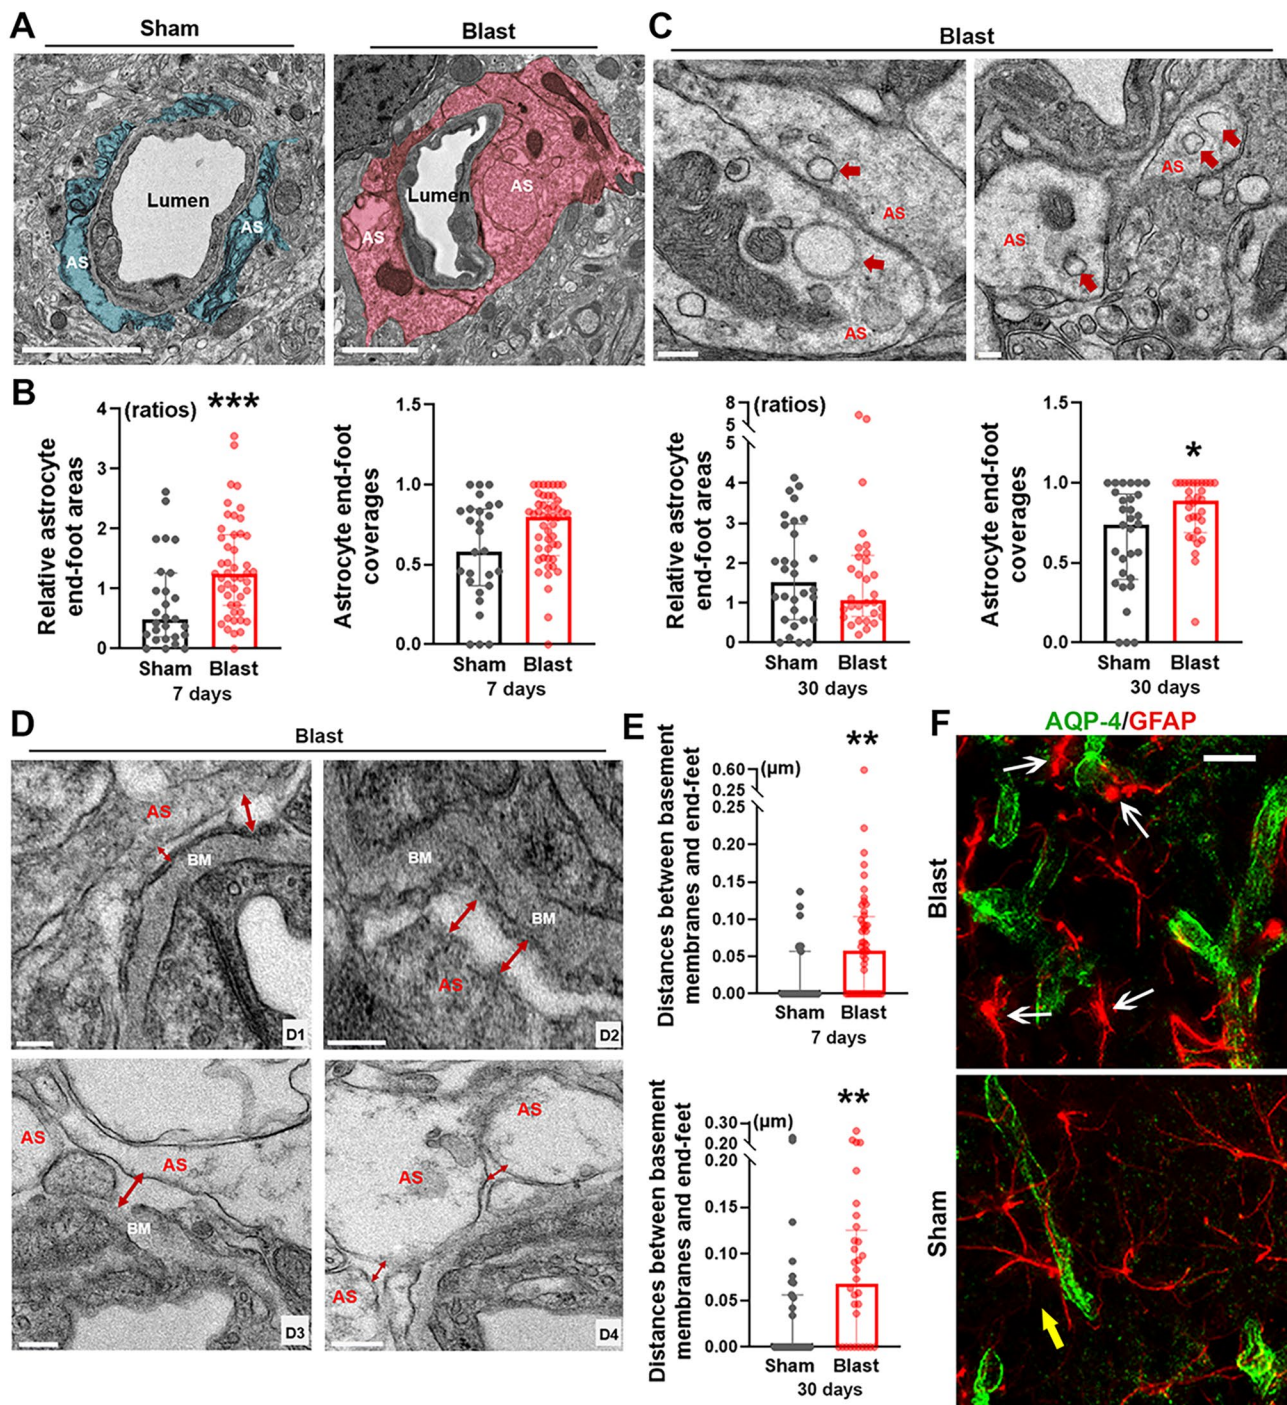 A
Sham
Blast
Lumen
AS
Lumen
AS
AS
C
Blast
AS
AS
AS
AS
B
Relative astrocyte
end-foot areas
(ratios)
4
3
2
1
0
***
Sham
Blast
7 days
Astrocyte end-foot
coverages
1.5
1.0
0.5
0.0
Sham
Blast
7 days
Relative astrocyte
end-foot areas
(ratios)
8
5
5
4
3
2
1
0
Sham
Blast
30 days
Astrocyte end-foot
coverages
1.5
1.0
0.5
0.0
*
Sham
Blast
30 days
D
Blast
AS
BM
D1
BM
BM
AS
D2
AS
AS
BM
D3
AS
AS
AS
D4
E
Distances between basement
membranes and end-feet
(µm)
0.60
0.25
0.25
0.20
0.15
0.10
0.05
0.00
**
Sham
Blast
7 days
Distances between basement
membranes and end-feet
(µm)
0.30
0.20
0.20
0.15
0.10
0.05
0.00
**
Sham
Blast
30 days
F
AQP-4/GFAP
Blast
Sham